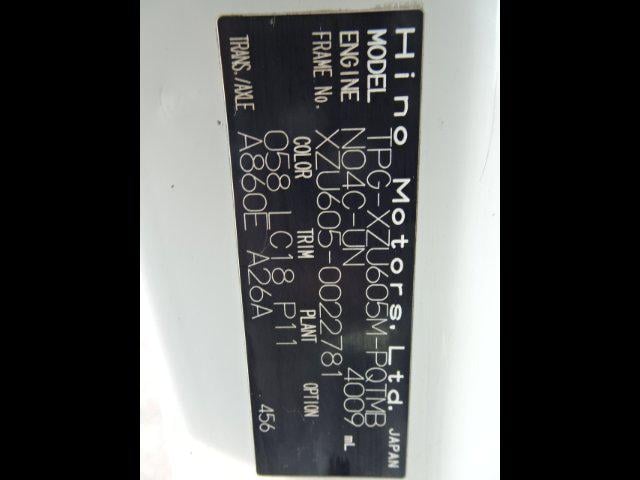 Hino Motors, Ltd. JAPAN
MODEL TPG-XZU605M-PQTMB
ENGINE NO4C-UN 4009 mL
FRAME No. XZU605-0022781
COLOR TRIM PLANT OPTION
058 LC18 P11
TRANS./AXLE A860E A26A 456